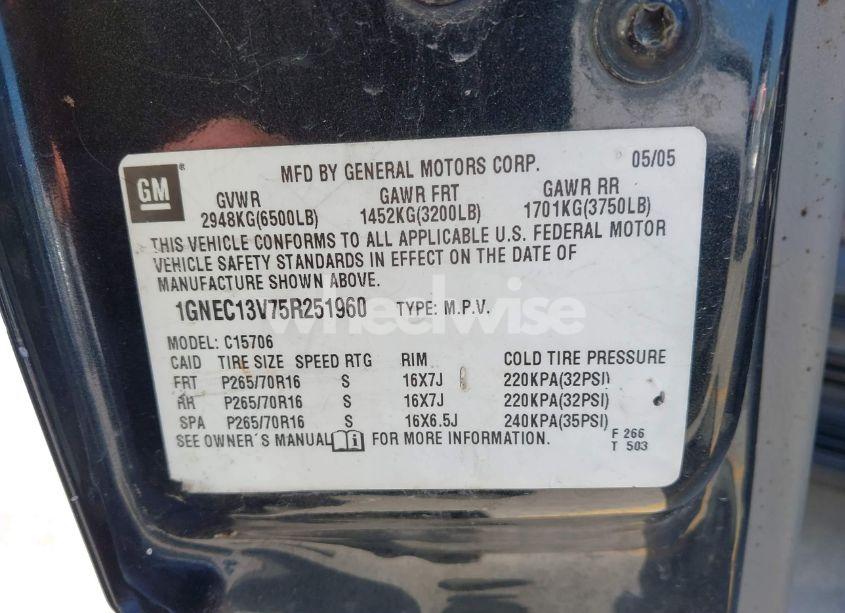 GM
MFD BY GENERAL MOTORS CORP. 05/05
GVWR GAWR FRT GAWR RR
2948KG(6500LB) 1452KG(3200LB) 1701KG(3750LB)
THIS VEHICLE CONFORMS TO ALL APPLICABLE U.S. FEDERAL MOTOR
VEHICLE SAFETY STANDARDS IN EFFECT ON THE DATE OF
MANUFACTURE SHOWN ABOVE.
1GNEC13V75R251960 TYPE: M.P.V.
wheelwise
MODEL: C15706
CAID TIRE SIZE SPEED RTG RIM COLD TIRE PRESSURE
FRT P265/70R16 S 16X7J 220KPA(32PSI)
RR P265/70R16 S 16X7J 220KPA(32PSI)
SPA P265/70R16 S 16X6.5J 240KPA(35PSI)
SEE OWNER'S MANUAL FOR MORE INFORMATION.
F 266
T 503